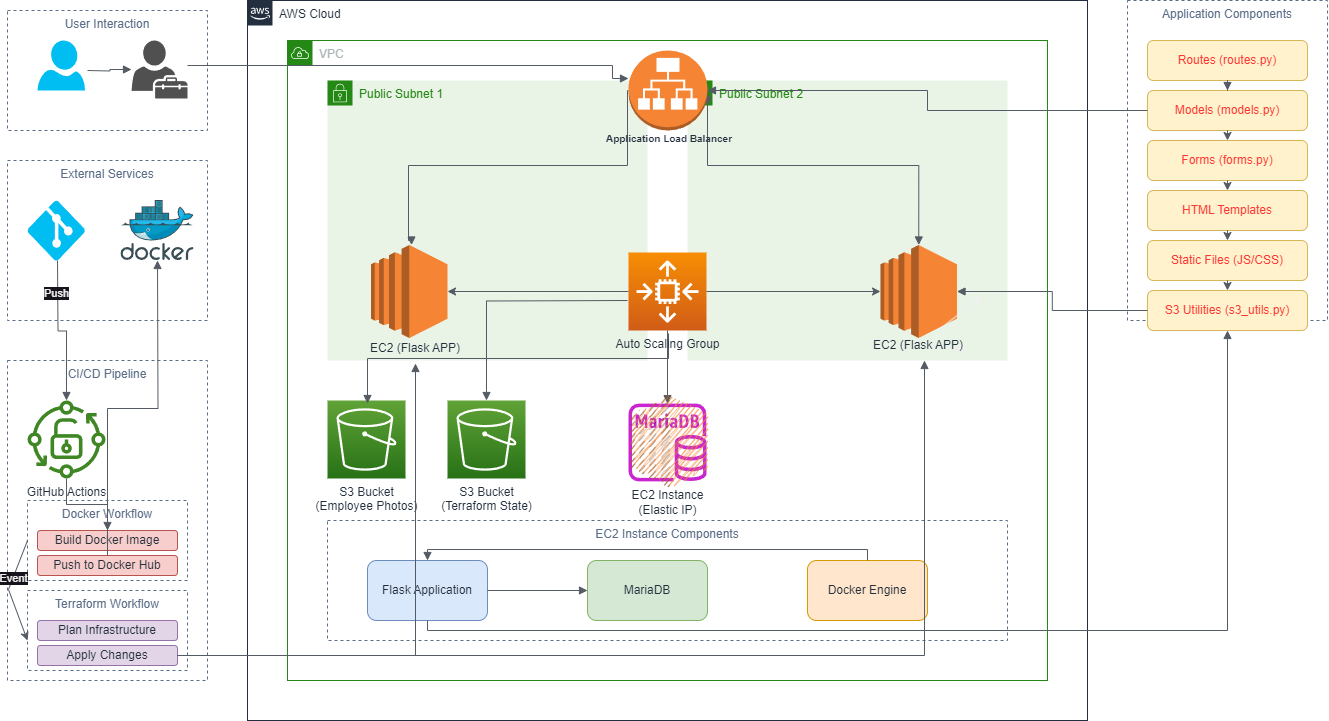 User Interaction
aws
AWS Cloud
Application Components
VPC
Routes (routes.py)
Public Subnet 1
Public Subnet 2
Models (models.py)
Application Load Balancer
Forms (forms.py)
External Services
HTML Templates
docker
Static Files (JS/CSS)
Push
S3 Utilities (s3_utils.py)
EC2 (Flask APP)
Auto Scaling Group
EC2 (Flask APP)
CI/CD Pipeline
MariaDB
GitHub Actions
S3 Bucket
(Employee Photos)
S3 Bucket
(Terraform State)
EC2 Instance
(Elastic IP)
Docker Workflow
EC2 Instance Components
Build Docker Image
Push to Docker Hub
Event
Flask Application
MariaDB
Docker Engine
Terraform Workflow
Plan Infrastructure
Apply Changes